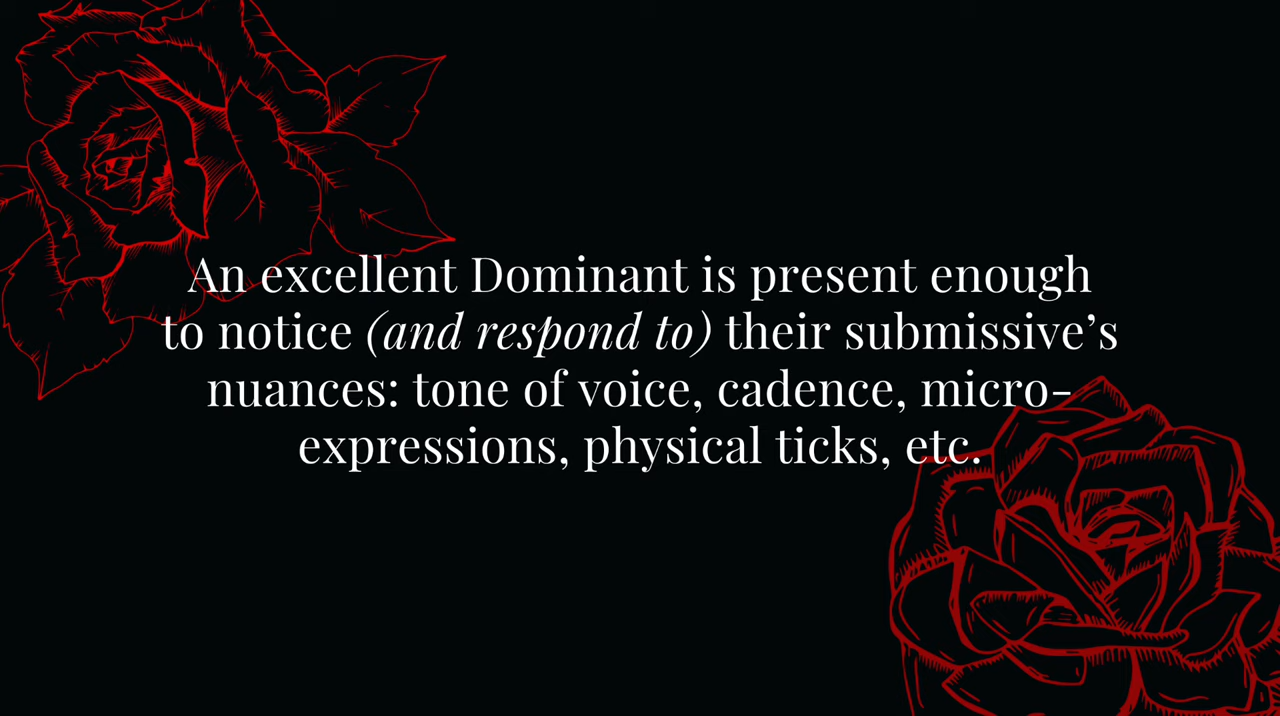 An excellent Dominant is present enough
to notice (and respond to) their submissive’s
nuances: tone of voice, cadence, micro-
expressions, physical ticks, etc.